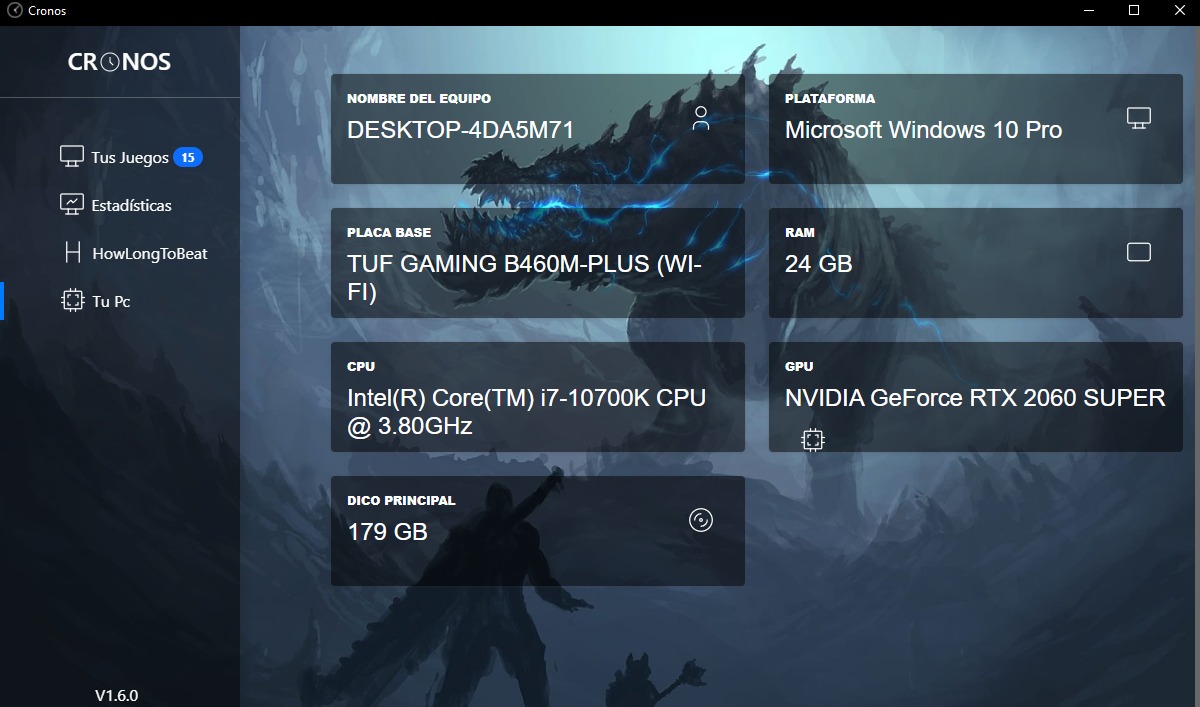 Cronos
CRONOS
Tus Juegos 15
Estadísticas
HowLongToBeat
Tu Pc
V1.6.0
NOMBRE DEL EQUIPO
DESKTOP-4DA5M71
PLATAFORMA
Microsoft Windows 10 Pro
PLACA BASE
TUF GAMING B460M-PLUS (WI-
FI)
RAM
24 GB
CPU
Intel(R) Core(TM) i7-10700K CPU
@ 3.80GHz
GPU
NVIDIA GeForce RTX 2060 SUPER
DICO PRINCIPAL
179 GB